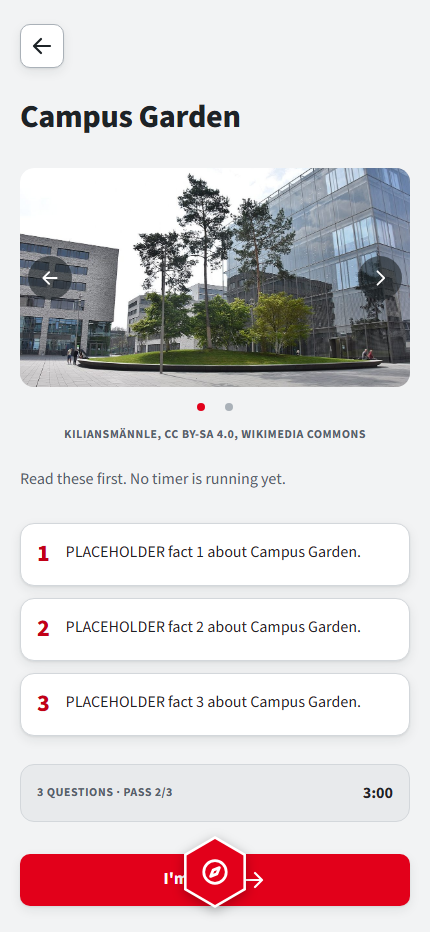 Campus Garden
KILIANSMÄNNLE, CC BY-SA 4.0, WIKIMEDIA COMMONS
Read these first. No timer is running yet.
1 PLACEHOLDER fact 1 about Campus Garden.
2 PLACEHOLDER fact 2 about Campus Garden.
3 PLACEHOLDER fact 3 about Campus Garden.
3 QUESTIONS · PASS 2/3 3:00